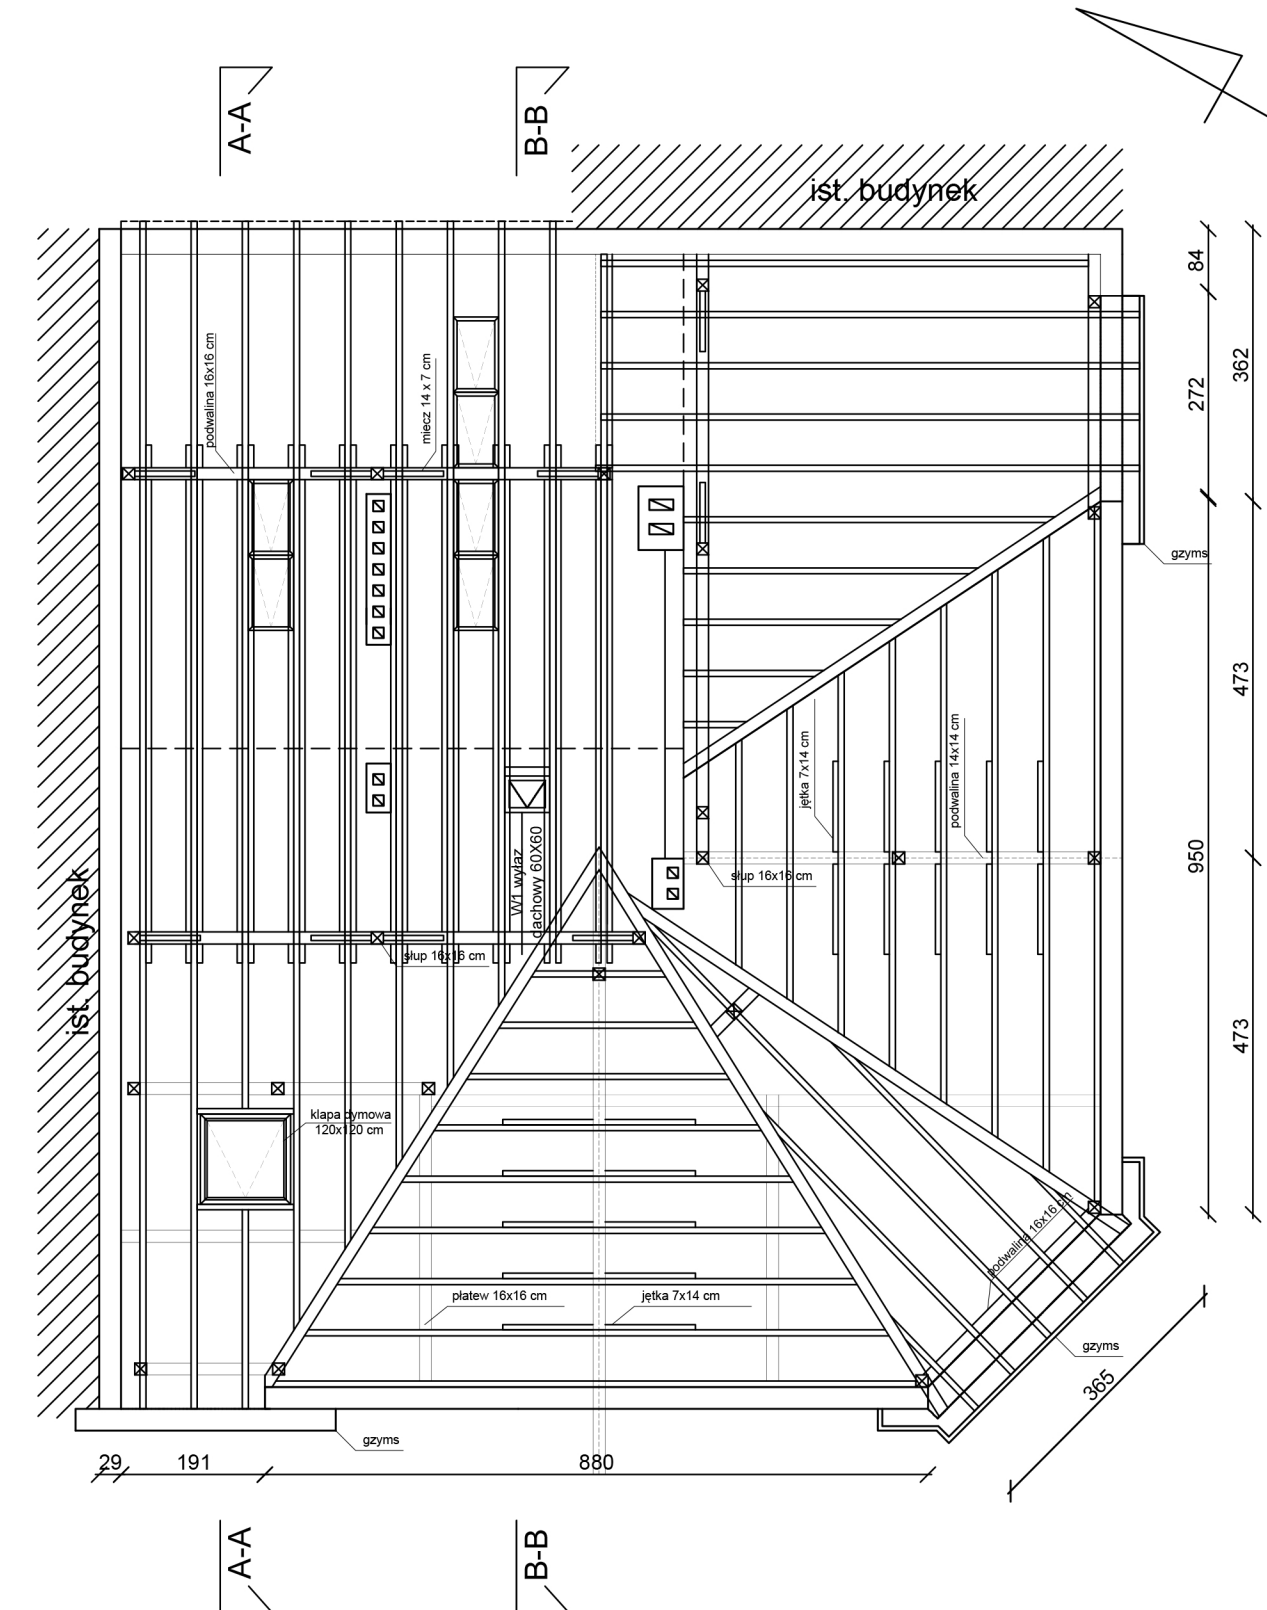 A-A
B-B
ist. budynek
84
362
podwalina 16x16 cm
miecz 14 x 7 cm
272
gzyms
473
jętka 7x14 cm
podwalina 14x14 cm
950
W1 wyłaz
dachowy 60X60
słup 16x16 cm
ist. budynek
słup 16x16 cm
473
klapa dymowa
120x120 cm
podwalina 16x16 cm
płatew 16x16 cm
jętka 7x14 cm
gzyms
365
gzyms
29
191
880
A-A
B-B